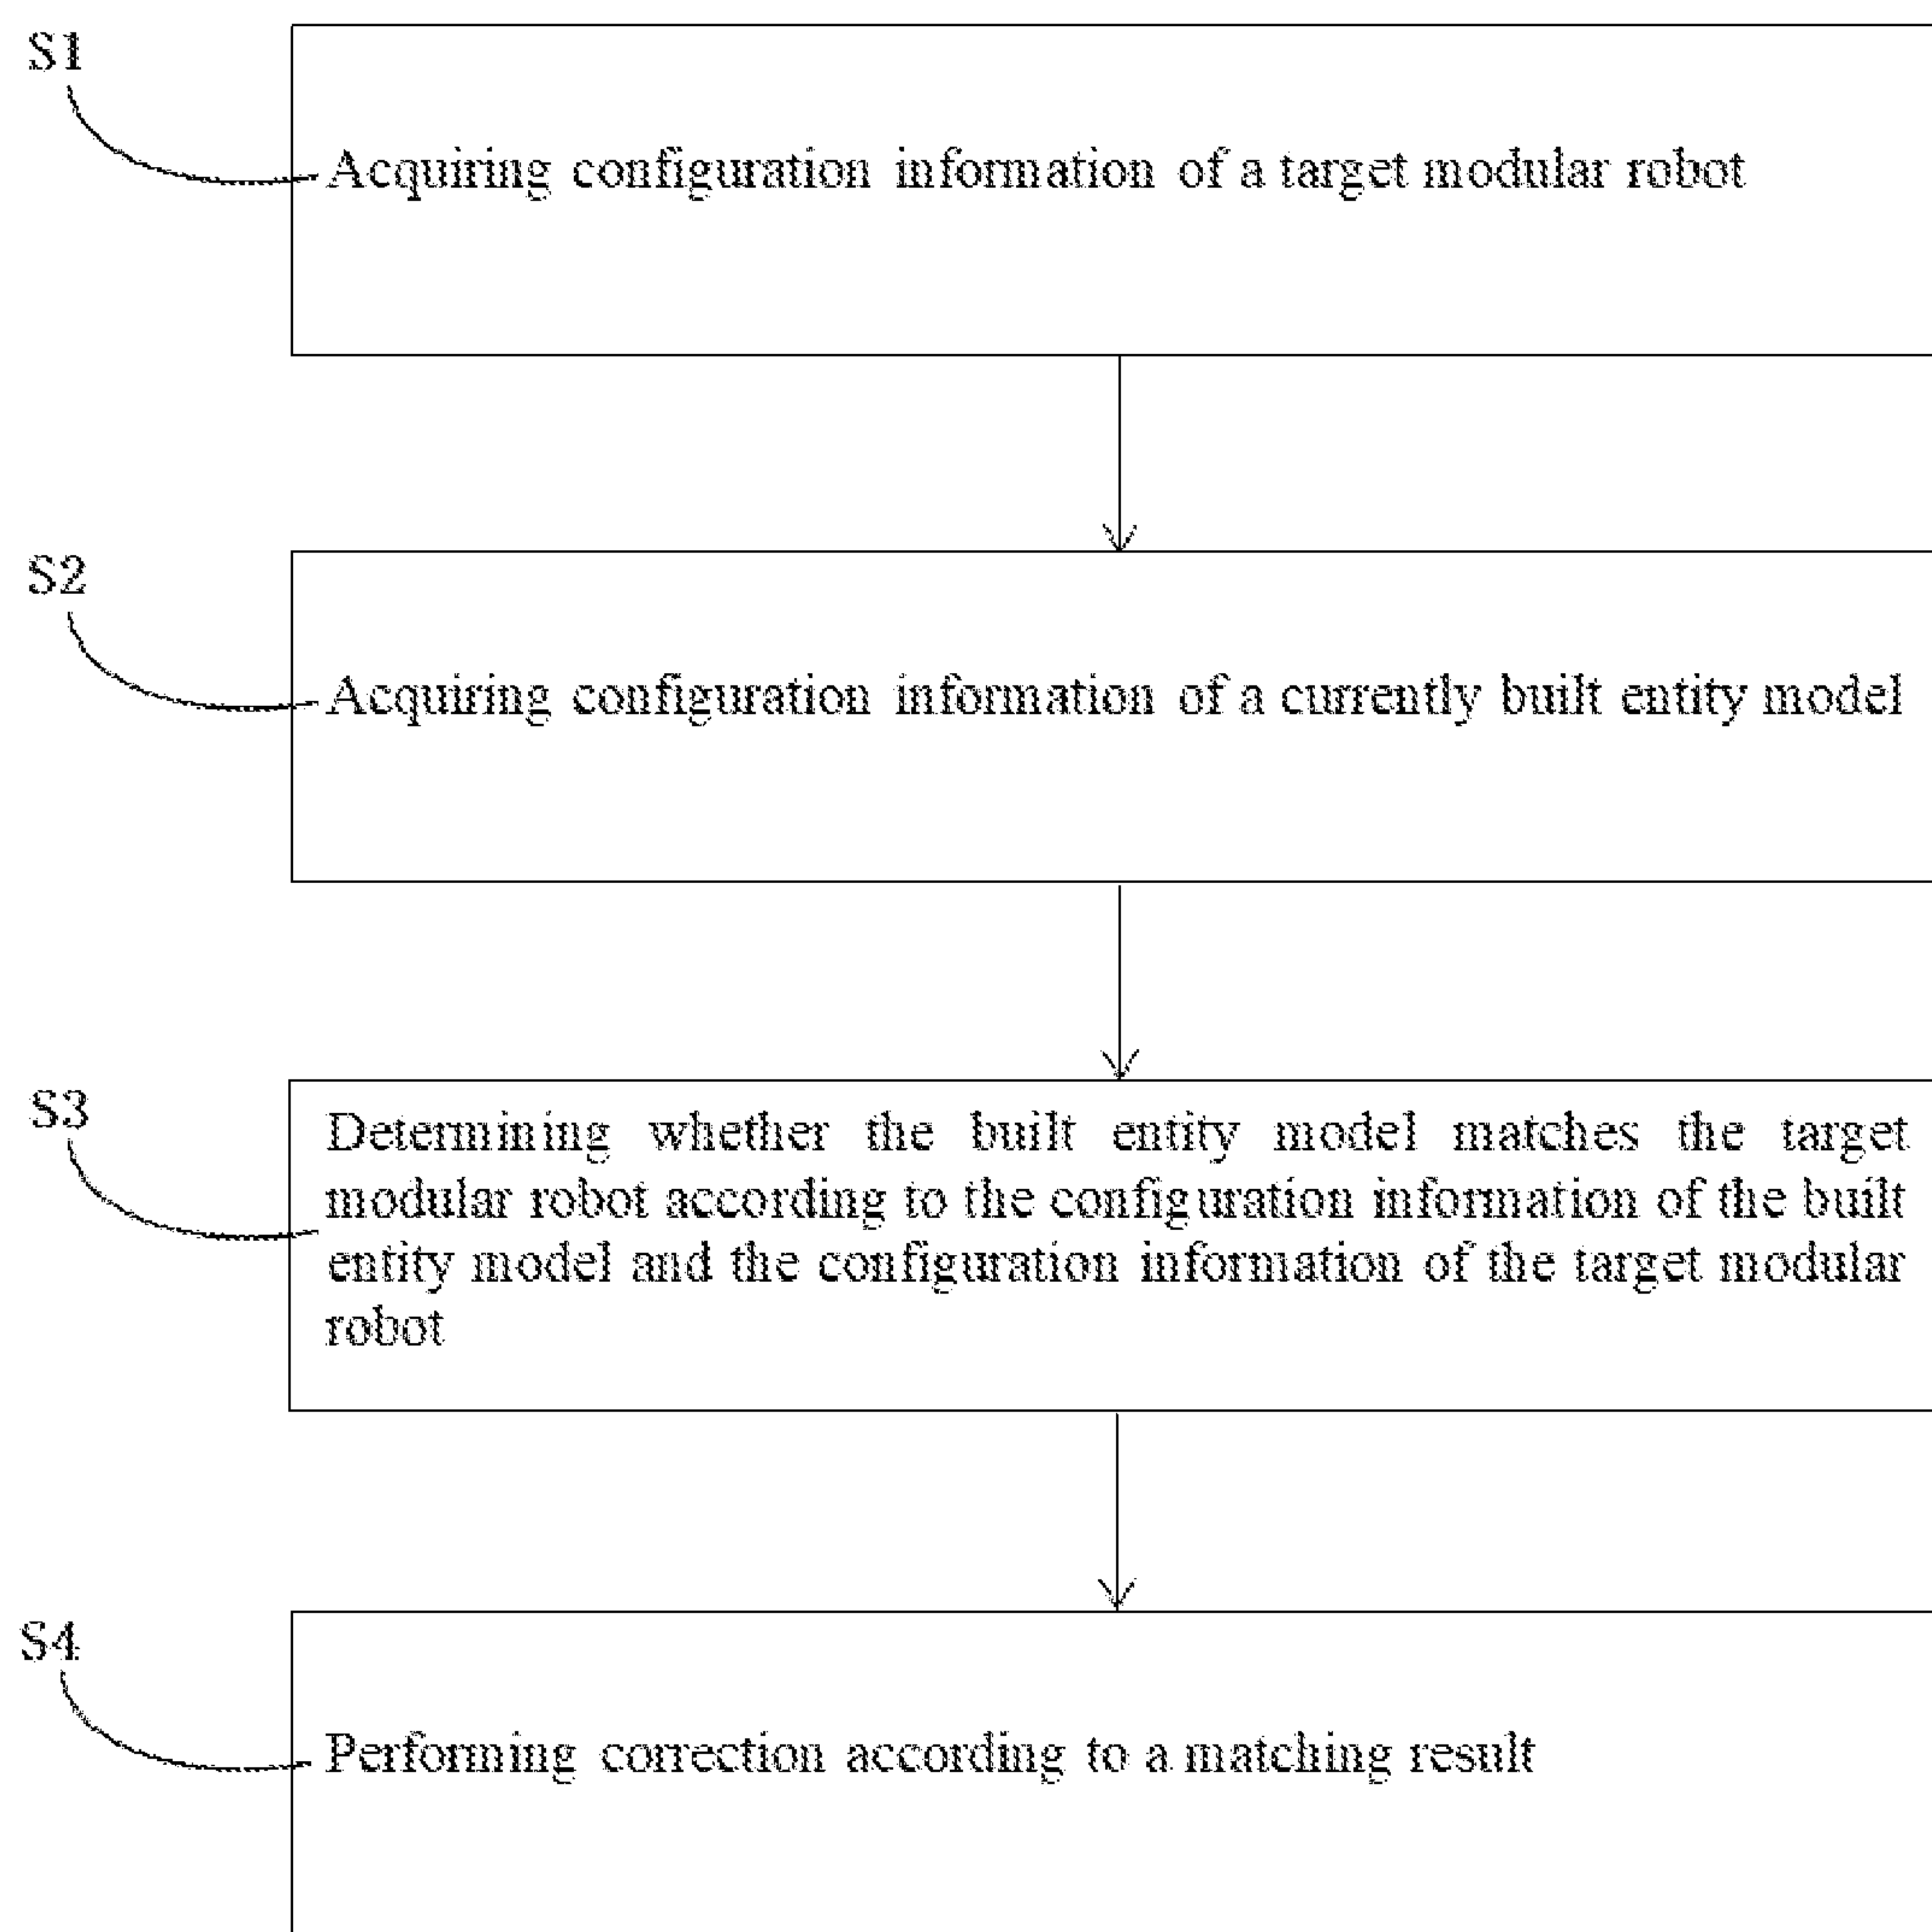 S1
Acquiring configuration information of a target modular robot
S2
Acquiring configuration information of a currently built entity model
S3
Determining whether the built entity model matches the target
modular robot according to the configuration information of the built
entity model and the configuration information of the target modular
robot
S4
Performing correction according to a matching result